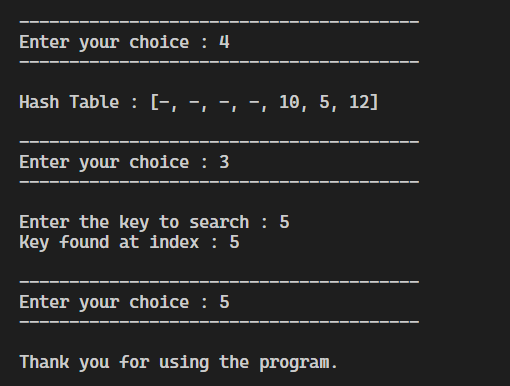 ----------------------------------------
Enter your choice : 4
----------------------------------------
Hash Table : [-, -, -, -, 10, 5, 12]
----------------------------------------
Enter your choice : 3
----------------------------------------
Enter the key to search : 5
Key found at index : 5
----------------------------------------
Enter your choice : 5
----------------------------------------
Thank you for using the program.